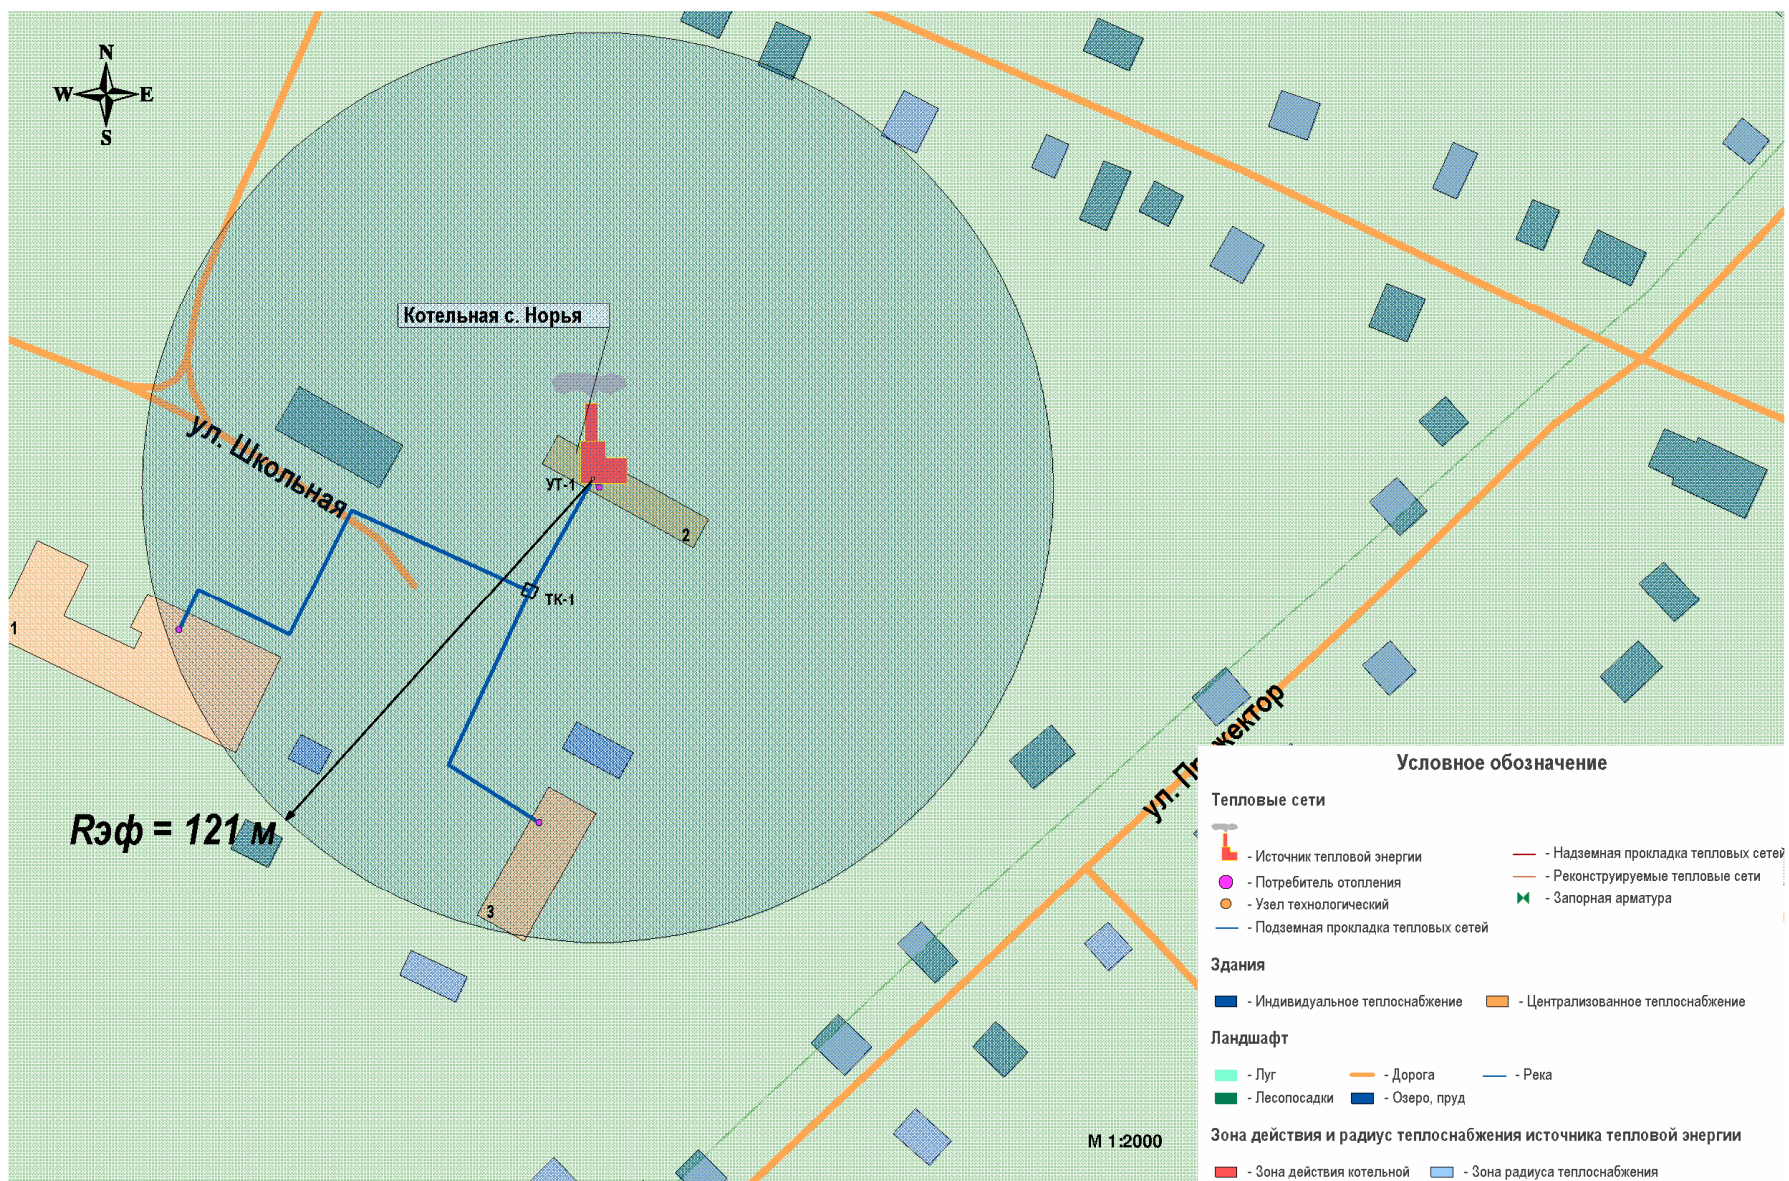 N
W E
S
Котельная с. Норья
ул. Школьная
УТ-1
2
ТК-1
1
Rэф = 121 м
3
М 1:2000
Условное обозначение
Тепловые сети
- Источник тепловой энергии
- Потребитель отопления
- Узел технологический
- Подземная прокладка тепловых сетей
- Надземная прокладка тепловых сетей
- Реконструируемые тепловые сети
- Запорная арматура
Здания
- Индивидуальное теплоснабжение
- Централизованное теплоснабжение
Ландшафт
- Луг
- Дорога
- Река
- Лесопосадки
- Озеро, пруд
Зона действия и радиус теплоснабжения источника тепловой энергии
- Зона действия котельной
- Зона радиуса теплоснабжения